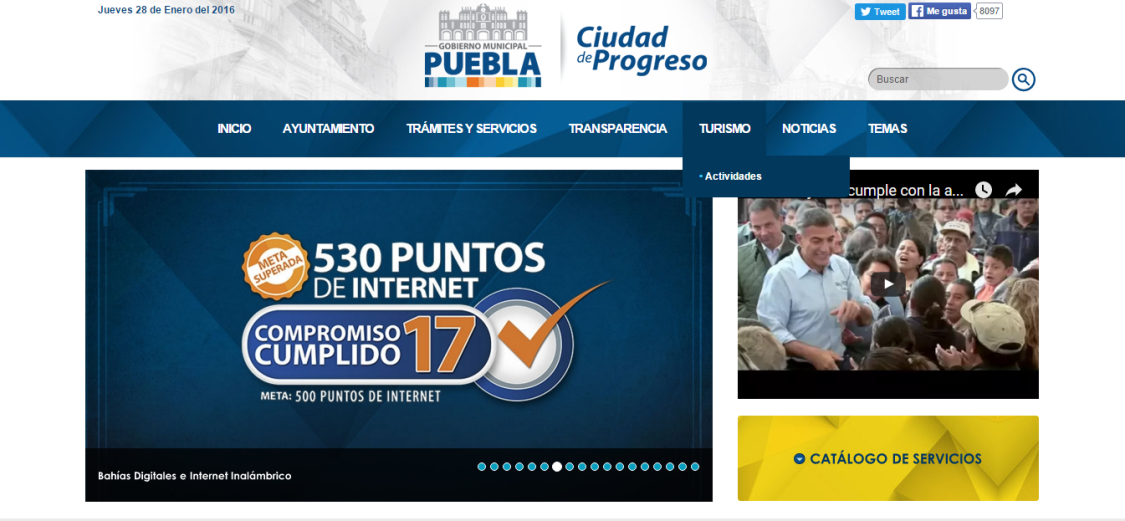 Jueves 28 de Enero del 2016
GOBIERNO MUNICIPAL
PUEBLA
Ciudad
de Progreso
Tweet
Me gusta
8097
Buscar
INICIO
AYUNTAMIENTO
TRÁMITES Y SERVICIOS
TRANSPARENCIA
TURISMO
NOTICIAS
TEMAS
Actividades
cumple con la a...
META
SUPERADA
530 PUNTOS
DE INTERNET
COMPROMISO
CUMPLIDO
17
META: 500 PUNTOS DE INTERNET
Bahías Digitales e Internet Inalámbrico
CATÁLOGO DE SERVICIOS